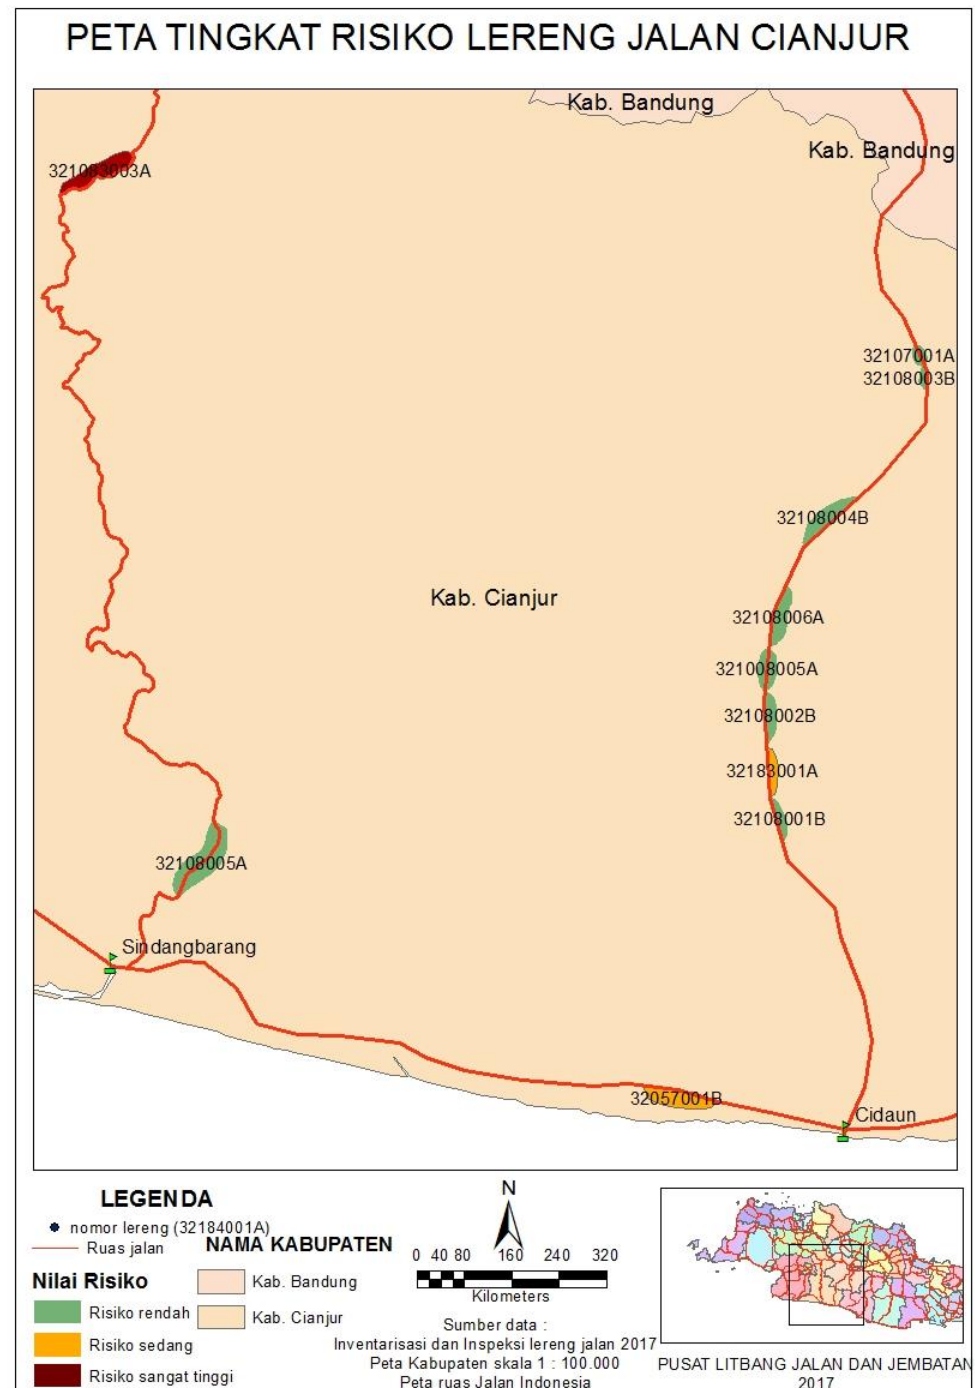 PETA TINGKAT RISIKO LERENG JALAN CIANJUR
Kab. Bandung
Kab. Bandung
321083003A
32107001A
32108003B
32108004B
Kab. Cianjur
32108006A
321008005A
32108002B
32183001A
32108001B
32108005A
Sindangbarang
32057001B
Cidaun
LEGENDA
nomor lereng (32184001A)
Ruas jalan
Nilai Risiko
Risiko rendah
Risiko sedang
Risiko sangat tinggi
NAMA KABUPATEN
Kab. Bandung
Kab. Cianjur
N
0 40 80 160 240 320
Kilometers
Sumber data :
Inventarisasi dan Inspeksi lereng jalan 2017
Peta Kabupaten skala 1 : 100.000
Peta ruas Jalan Indonesia
PUSAT LITBANG JALAN DAN JEMBATAN
2017